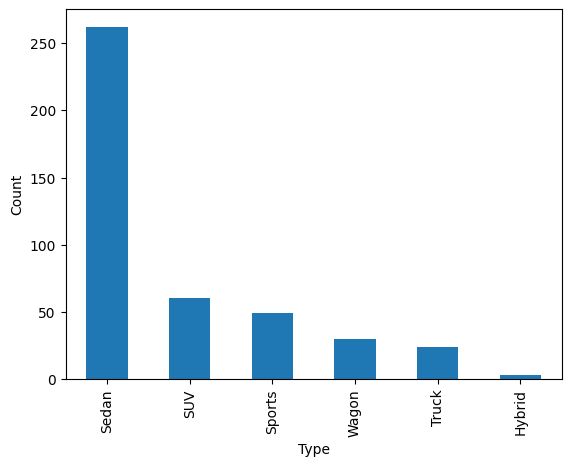 250
200
150
100
50
0
Count
Sedan
SUV
Sports
Wagon
Truck
Hybrid
Type